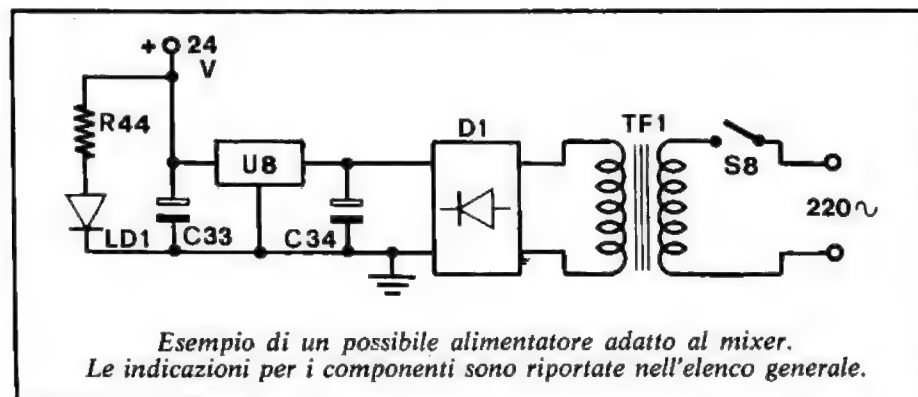 + 24
V
R44
D1
TF1
U8
S8
220~
LD1
C33
C34
Esempio di un possibile alimentatore adatto al mixer.
Le indicazioni per i componenti sono riportate nell'elenco generale.